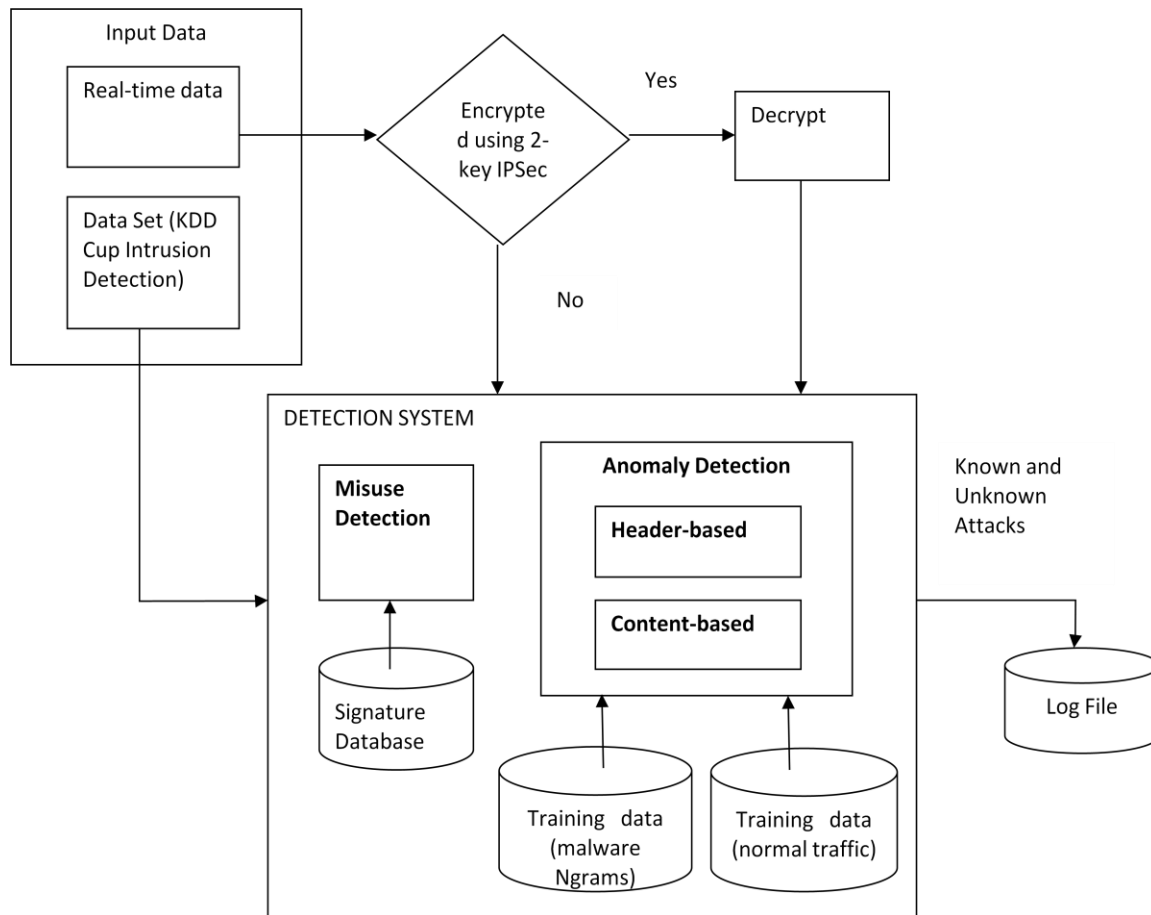 Input Data
Real-time data
Data Set (KDD
Cup Intrusion
Detection)
Encrypte
d using 2-
key IPSec
Yes
Decrypt
No
DETECTION SYSTEM
Misuse
Detection
Signature
Database
Anomaly Detection
Header-based
Content-based
Training data
(malware
Ngrams)
Training data
(normal traffic)
Known and
Unknown
Attacks
Log File